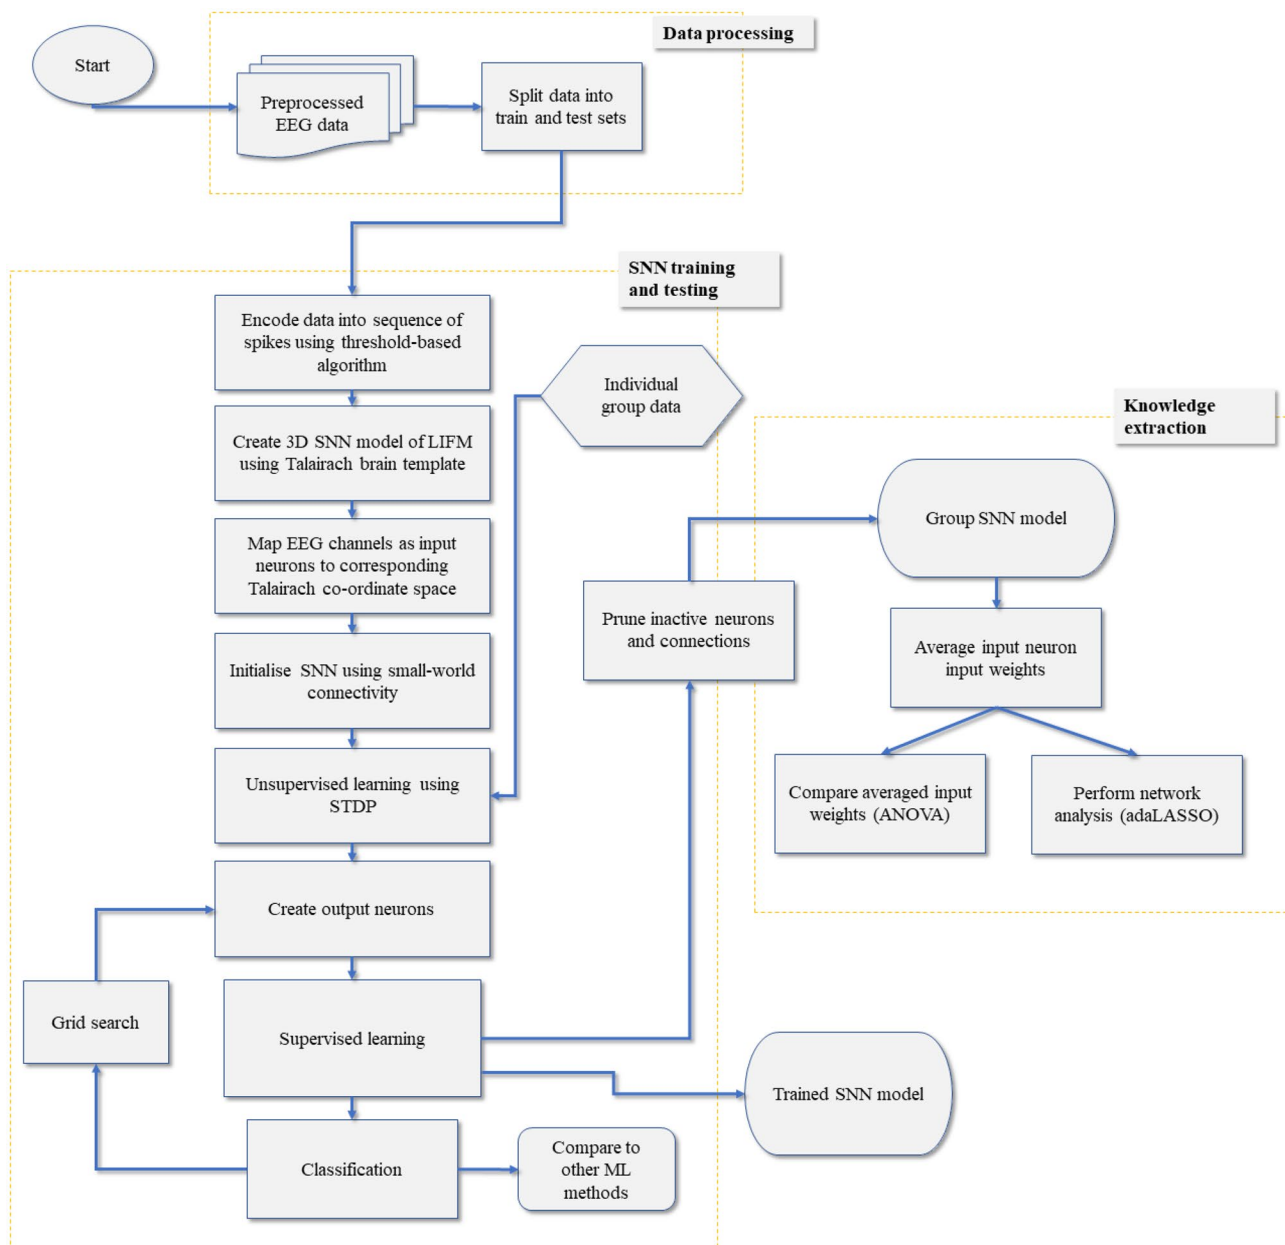 Data processing
Start
Preprocessed
EEG data
Split data into
train and test sets
SNN training
and testing
Encode data into sequence of
spikes using threshold-based
algorithm
Individual
group data
Create 3D SNN model of LIFM
using Talairach brain template
Map EEG channels as input
neurons to corresponding
Talairach co-ordinate space
Initialise SNN using small-world
connectivity
Unsupervised learning using
STDP
Create output neurons
Grid search
Supervised learning
Classification
Compare to
other ML
methods
Prune inactive neurons
and connections
Trained SNN model
Knowledge
extraction
Group SNN model
Average input neuron
input weights
Compare averaged input
weights (ANOVA)
Perform network
analysis (adaLASSO)